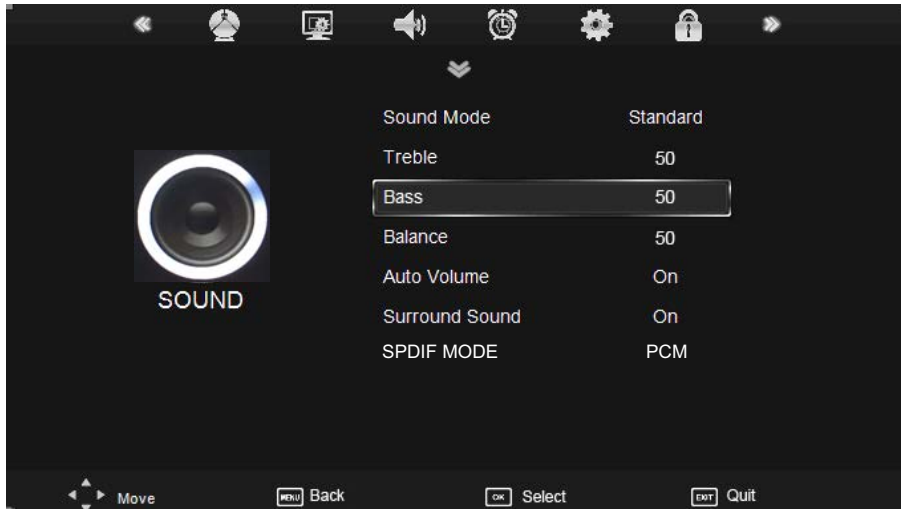 Sound Mode Standard
Treble 50
Bass 50
Balance 50
Auto Volume On
Surround Sound On
SPDIF MODE PCM
SOUND
Move MENU Back OK Select EXIT Quit